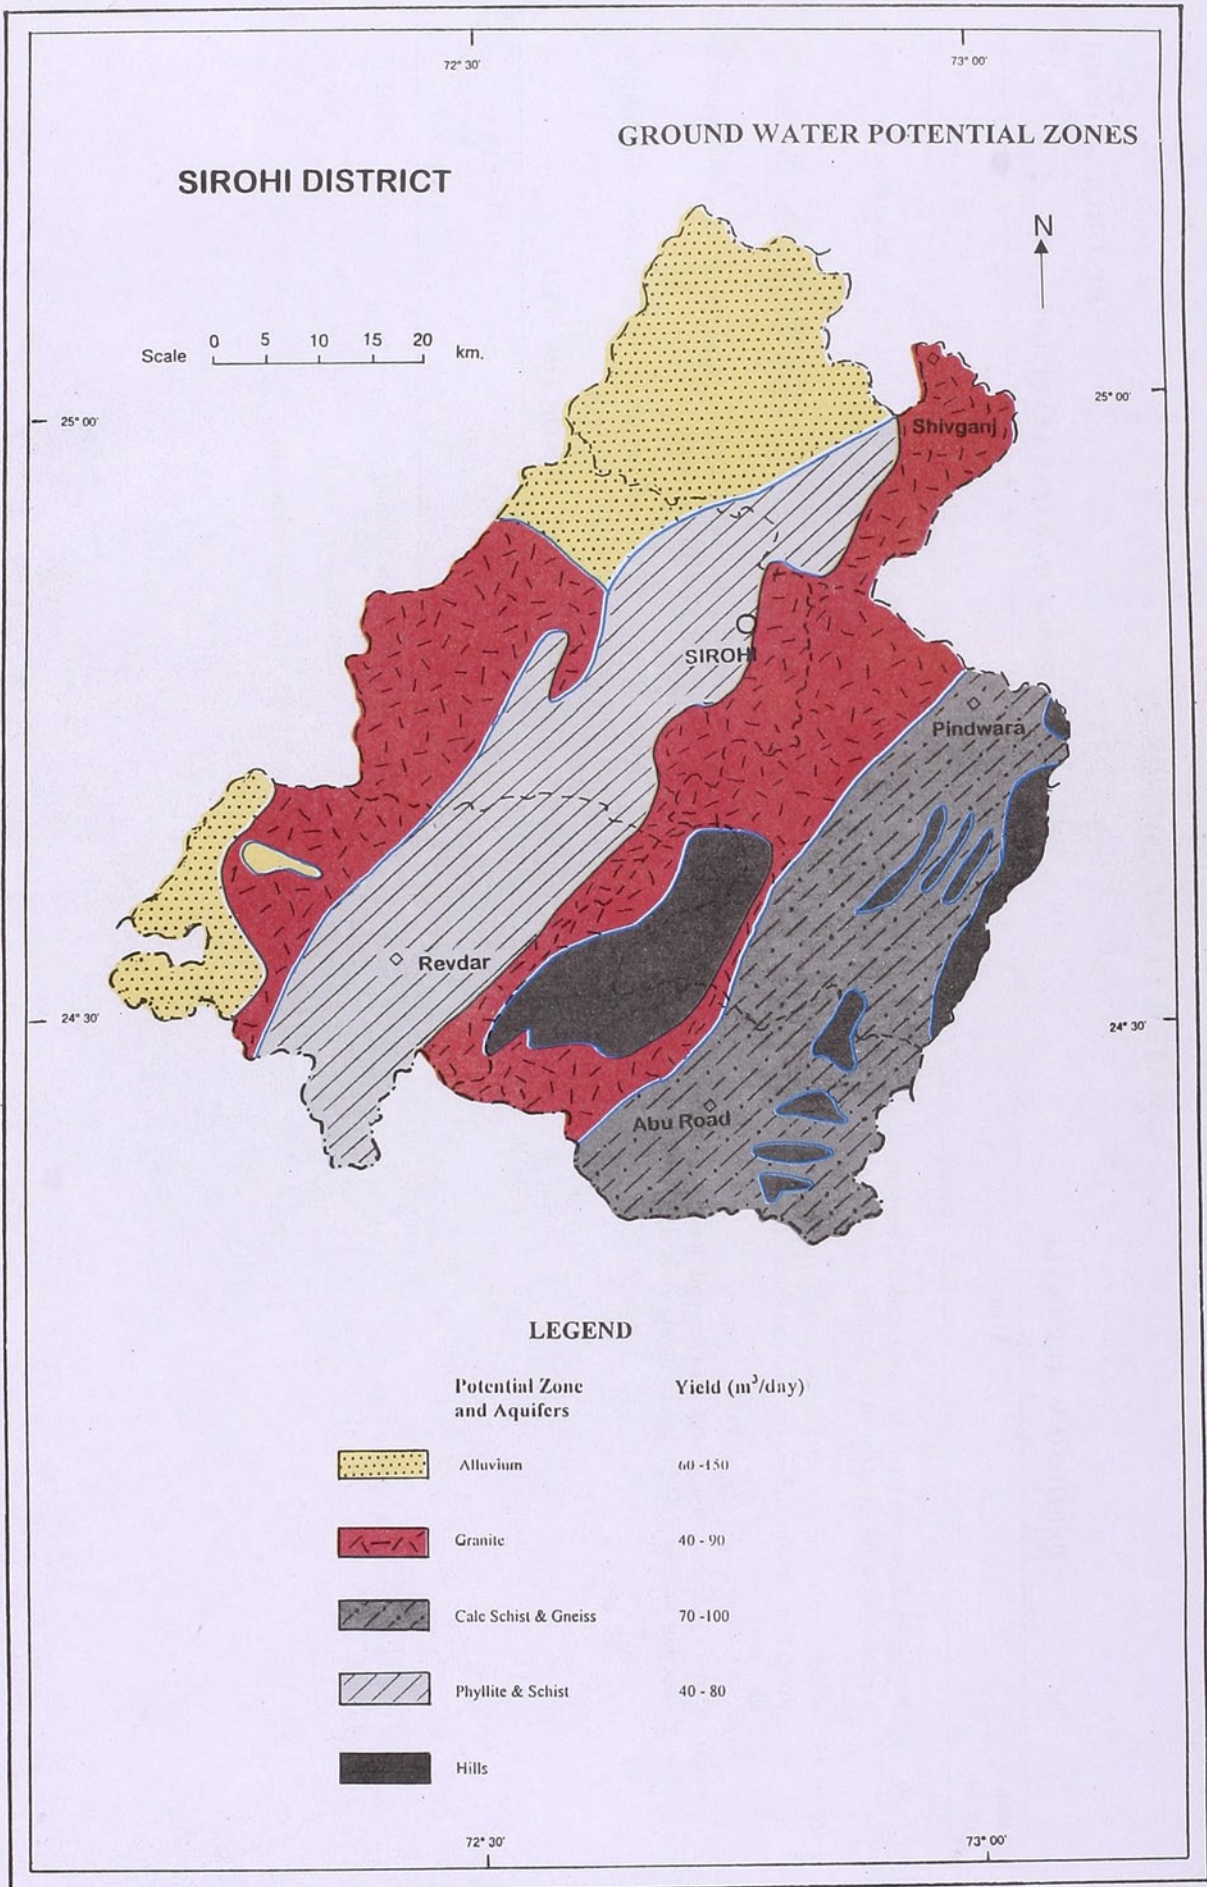 72° 30'
73° 00'
GROUND WATER POTENTIAL ZONES
SIROHI DISTRICT
N
Scale 0 5 10 15 20 km.
25° 00'
25° 00'
Shivganj
SIROHI
Pindwara
Revdar
24° 30'
24° 30'
Abu Road
LEGEND
Potential Zone and Aquifers
Yield (m³/day)
Alluvium 60 -150
Granite 40 - 90
Calc Schist & Gneiss 70 -100
Phyllite & Schist 40 - 80
Hills
72° 30'
73° 00'